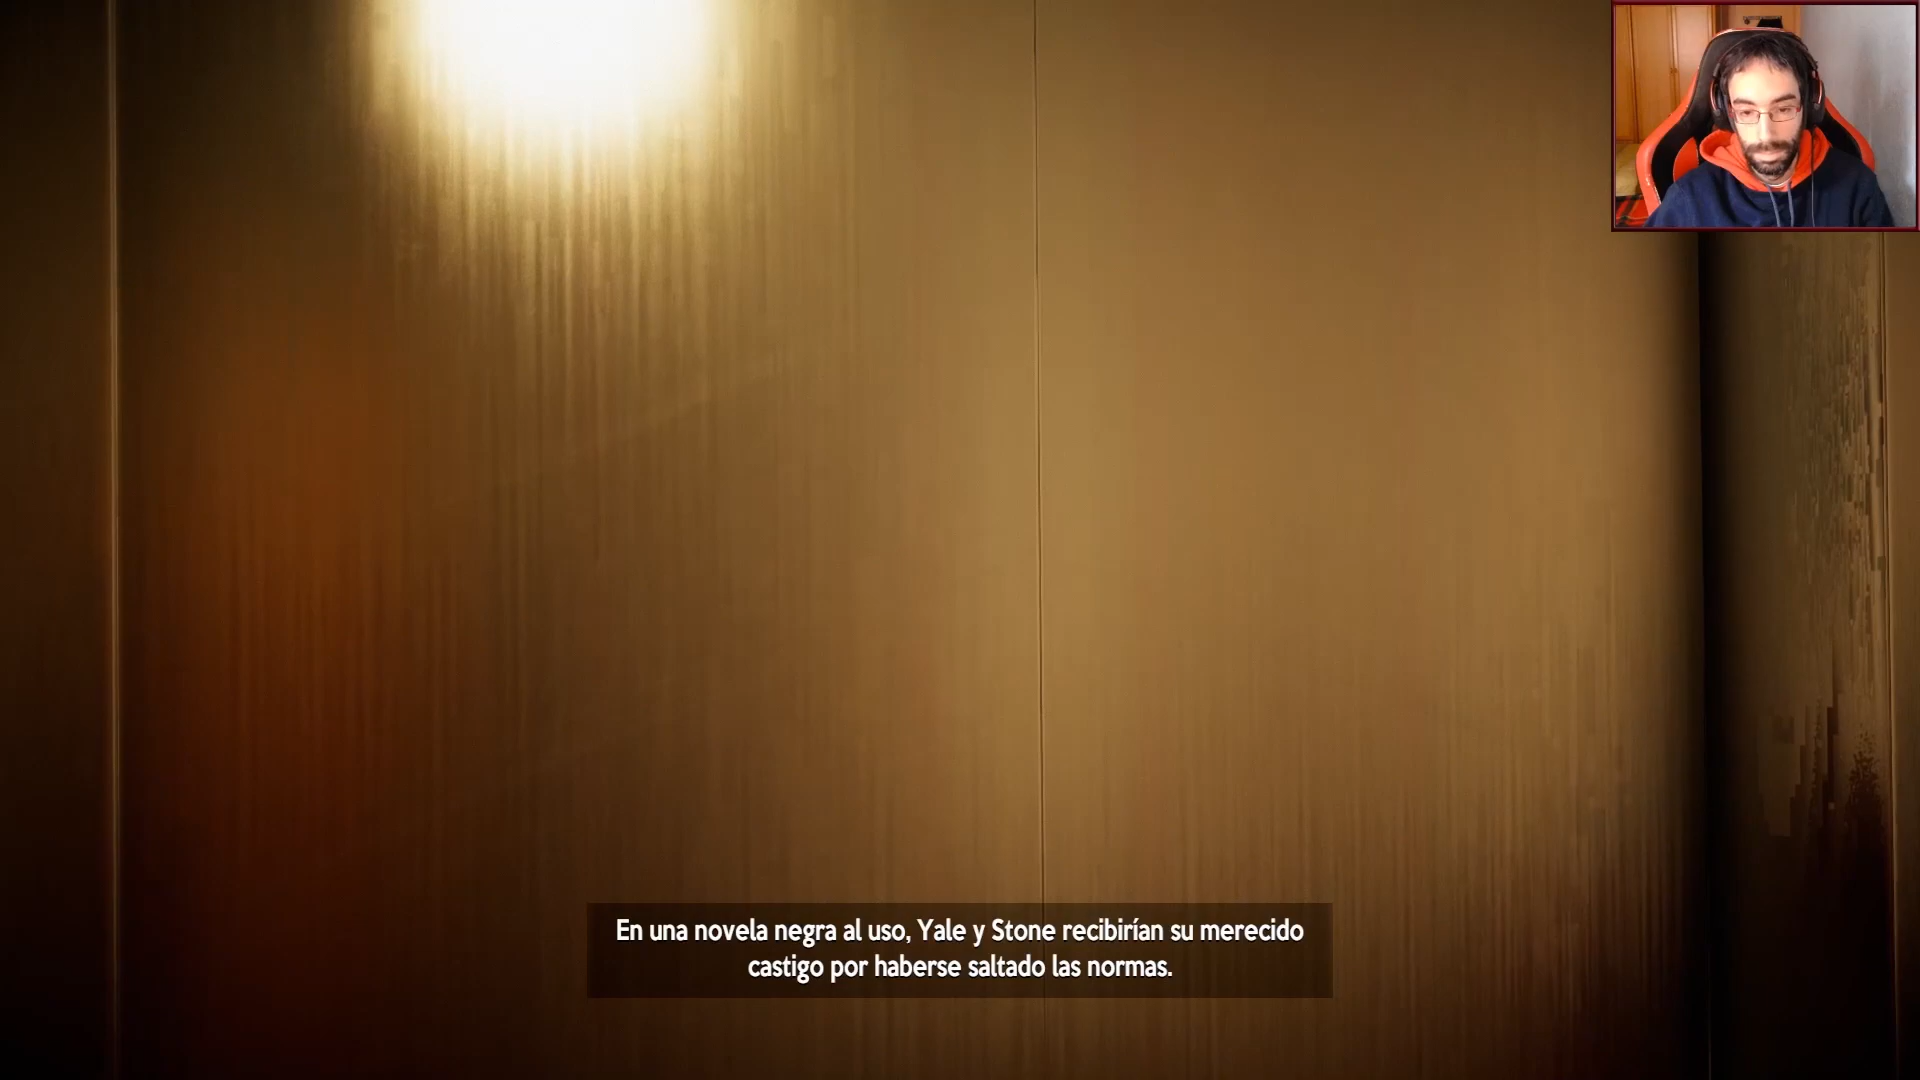 En una novela negra al uso, Yale y Stone recibirían su merecido
castigo por haberse saltado las normas.